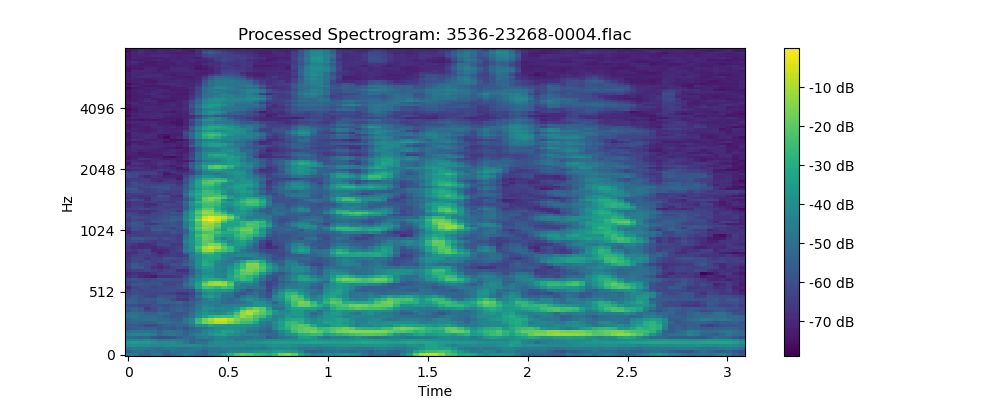 Processed Spectrogram: 3536-23268-0004.flac
Hz
4096
2048
1024
512
0
0 0.5 1 1.5 2 2.5 3
Time
-10 dB
-20 dB
-30 dB
-40 dB
-50 dB
-60 dB
-70 dB